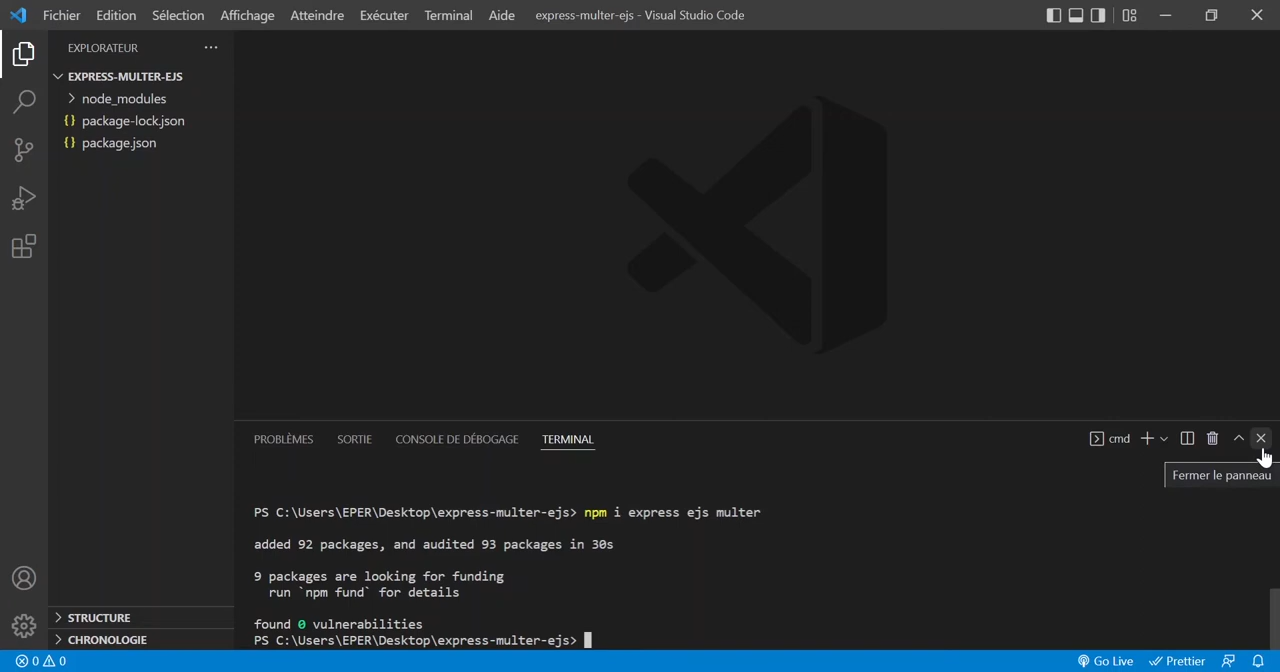 Fichier Edition Sélection Affichage Atteindre Exécuter Terminal Aide express-multer-ejs - Visual Studio Code
EXPLORATEUR
EXPRESS-MULTER-EJS
node_modules
{} package-lock.json
{} package.json
PROBLÈMES SORTIE CONSOLE DE DÉBOGAGE TERMINAL cmd
Fermer le panneau
PS C:\Users\EPER\Desktop\express-multer-ejs> npm i express ejs multer
added 92 packages, and audited 93 packages in 30s
9 packages are looking for funding
run `npm fund` for details
found 0 vulnerabilities
PS C:\Users\EPER\Desktop\express-multer-ejs>
STRUCTURE
CHRONOLOGIE
0 0 Go Live Prettier